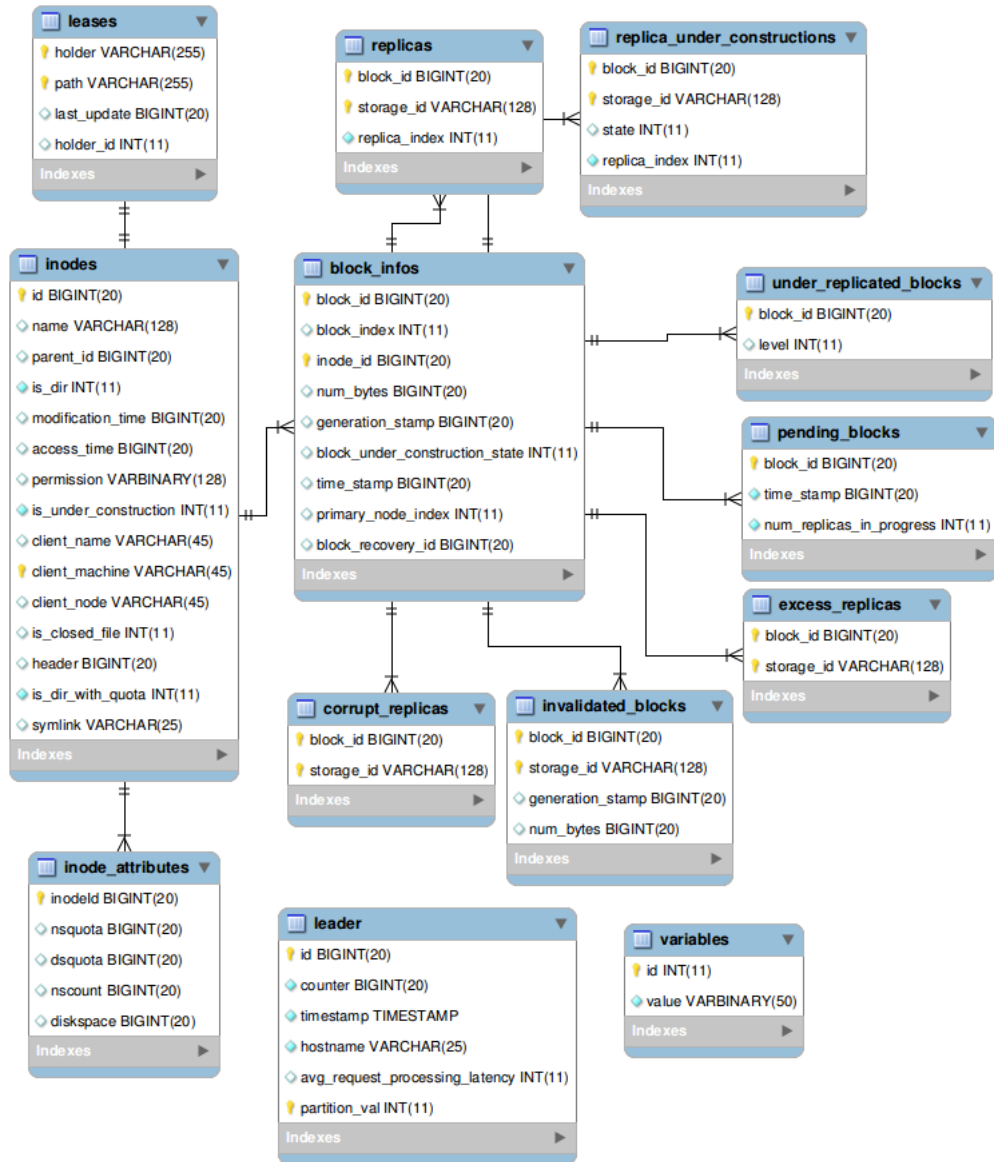 leases
holder VARCHAR(255)
path VARCHAR(255)
last_update BIGINT(20)
holder_id INT(11)
Indexes
replicas
block_id BIGINT(20)
storage_id VARCHAR(128)
replica_index INT(11)
Indexes
replica_under_constructions
block_id BIGINT(20)
storage_id VARCHAR(128)
state INT(11)
replica_index INT(11)
Indexes
inodes
id BIGINT(20)
name VARCHAR(128)
parent_id BIGINT(20)
is_dir INT(11)
modification_time BIGINT(20)
access_time BIGINT(20)
permission VARBINARY(128)
is_under_construction INT(11)
client_name VARCHAR(45)
client_machine VARCHAR(45)
client_node VARCHAR(45)
is_closed_file INT(11)
header BIGINT(20)
is_dir_with_quota INT(11)
symlink VARCHAR(25)
Indexes
block_infos
block_id BIGINT(20)
block_index INT(11)
inode_id BIGINT(20)
num_bytes BIGINT(20)
generation_stamp BIGINT(20)
block_under_construction_state INT(11)
time_stamp BIGINT(20)
primary_node_index INT(11)
block_recovery_id BIGINT(20)
Indexes
under_replicated_blocks
block_id BIGINT(20)
level INT(11)
Indexes
pending_blocks
block_id BIGINT(20)
time_stamp BIGINT(20)
num_replicas_in_progress INT(11)
Indexes
excess_replicas
block_id BIGINT(20)
storage_id VARCHAR(128)
Indexes
corrupt_replicas
block_id BIGINT(20)
storage_id VARCHAR(128)
Indexes
invalidated_blocks
block_id BIGINT(20)
storage_id VARCHAR(128)
generation_stamp BIGINT(20)
num_bytes BIGINT(20)
Indexes
inode_attributes
inodeId BIGINT(20)
nsquota BIGINT(20)
dsquota BIGINT(20)
nscount BIGINT(20)
diskspace BIGINT(20)
Indexes
leader
id BIGINT(20)
counter BIGINT(20)
timestamp TIMESTAMP
hostname VARCHAR(25)
avg_request_processing_latency INT(11)
partition_val INT(11)
Indexes
variables
id INT(11)
value VARBINARY(50)
Indexes